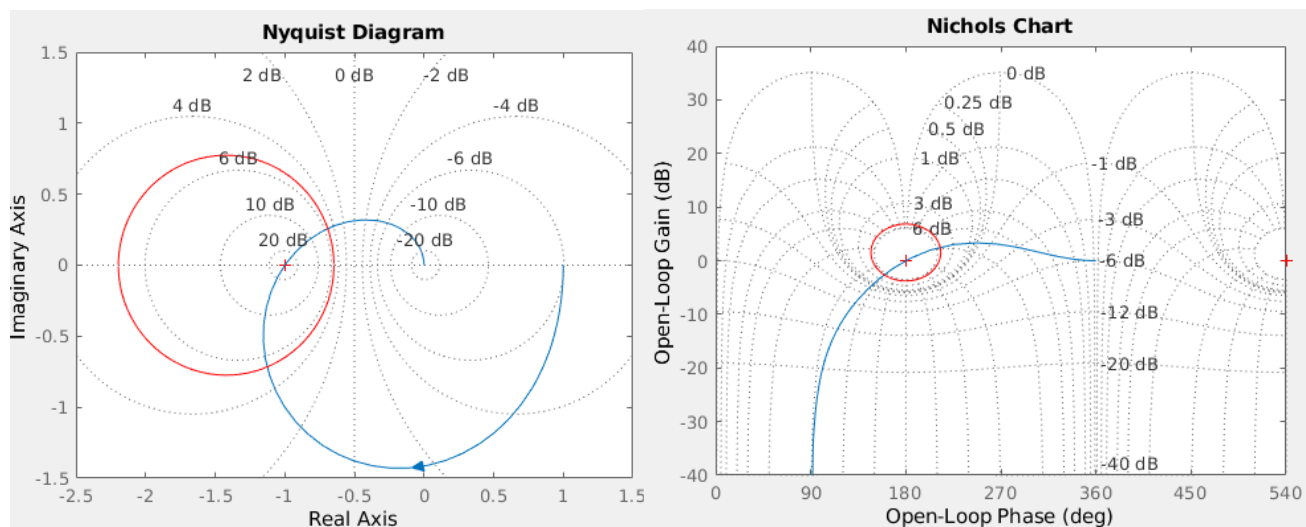 Nyquist Diagram
1.5
1
0.5
0
-0.5
-1
-1.5
Imaginary Axis
2 dB
0 dB
-2 dB
4 dB
-4 dB
6 dB
-6 dB
10 dB
-10 dB
20 dB
-20 dB
-2.5
-2
-1.5
-1
-0.5
0
0.5
1
1.5
Real Axis
Nichols Chart
40
30
20
10
0
-10
-20
-30
-40
Open-Loop Gain (dB)
0 dB
0.25 dB
0.5 dB
1 dB
-1 dB
3 dB
-3 dB
6 dB
-6 dB
-12 dB
-20 dB
-40 dB
0
90
180
270
360
450
540
Open-Loop Phase (deg)